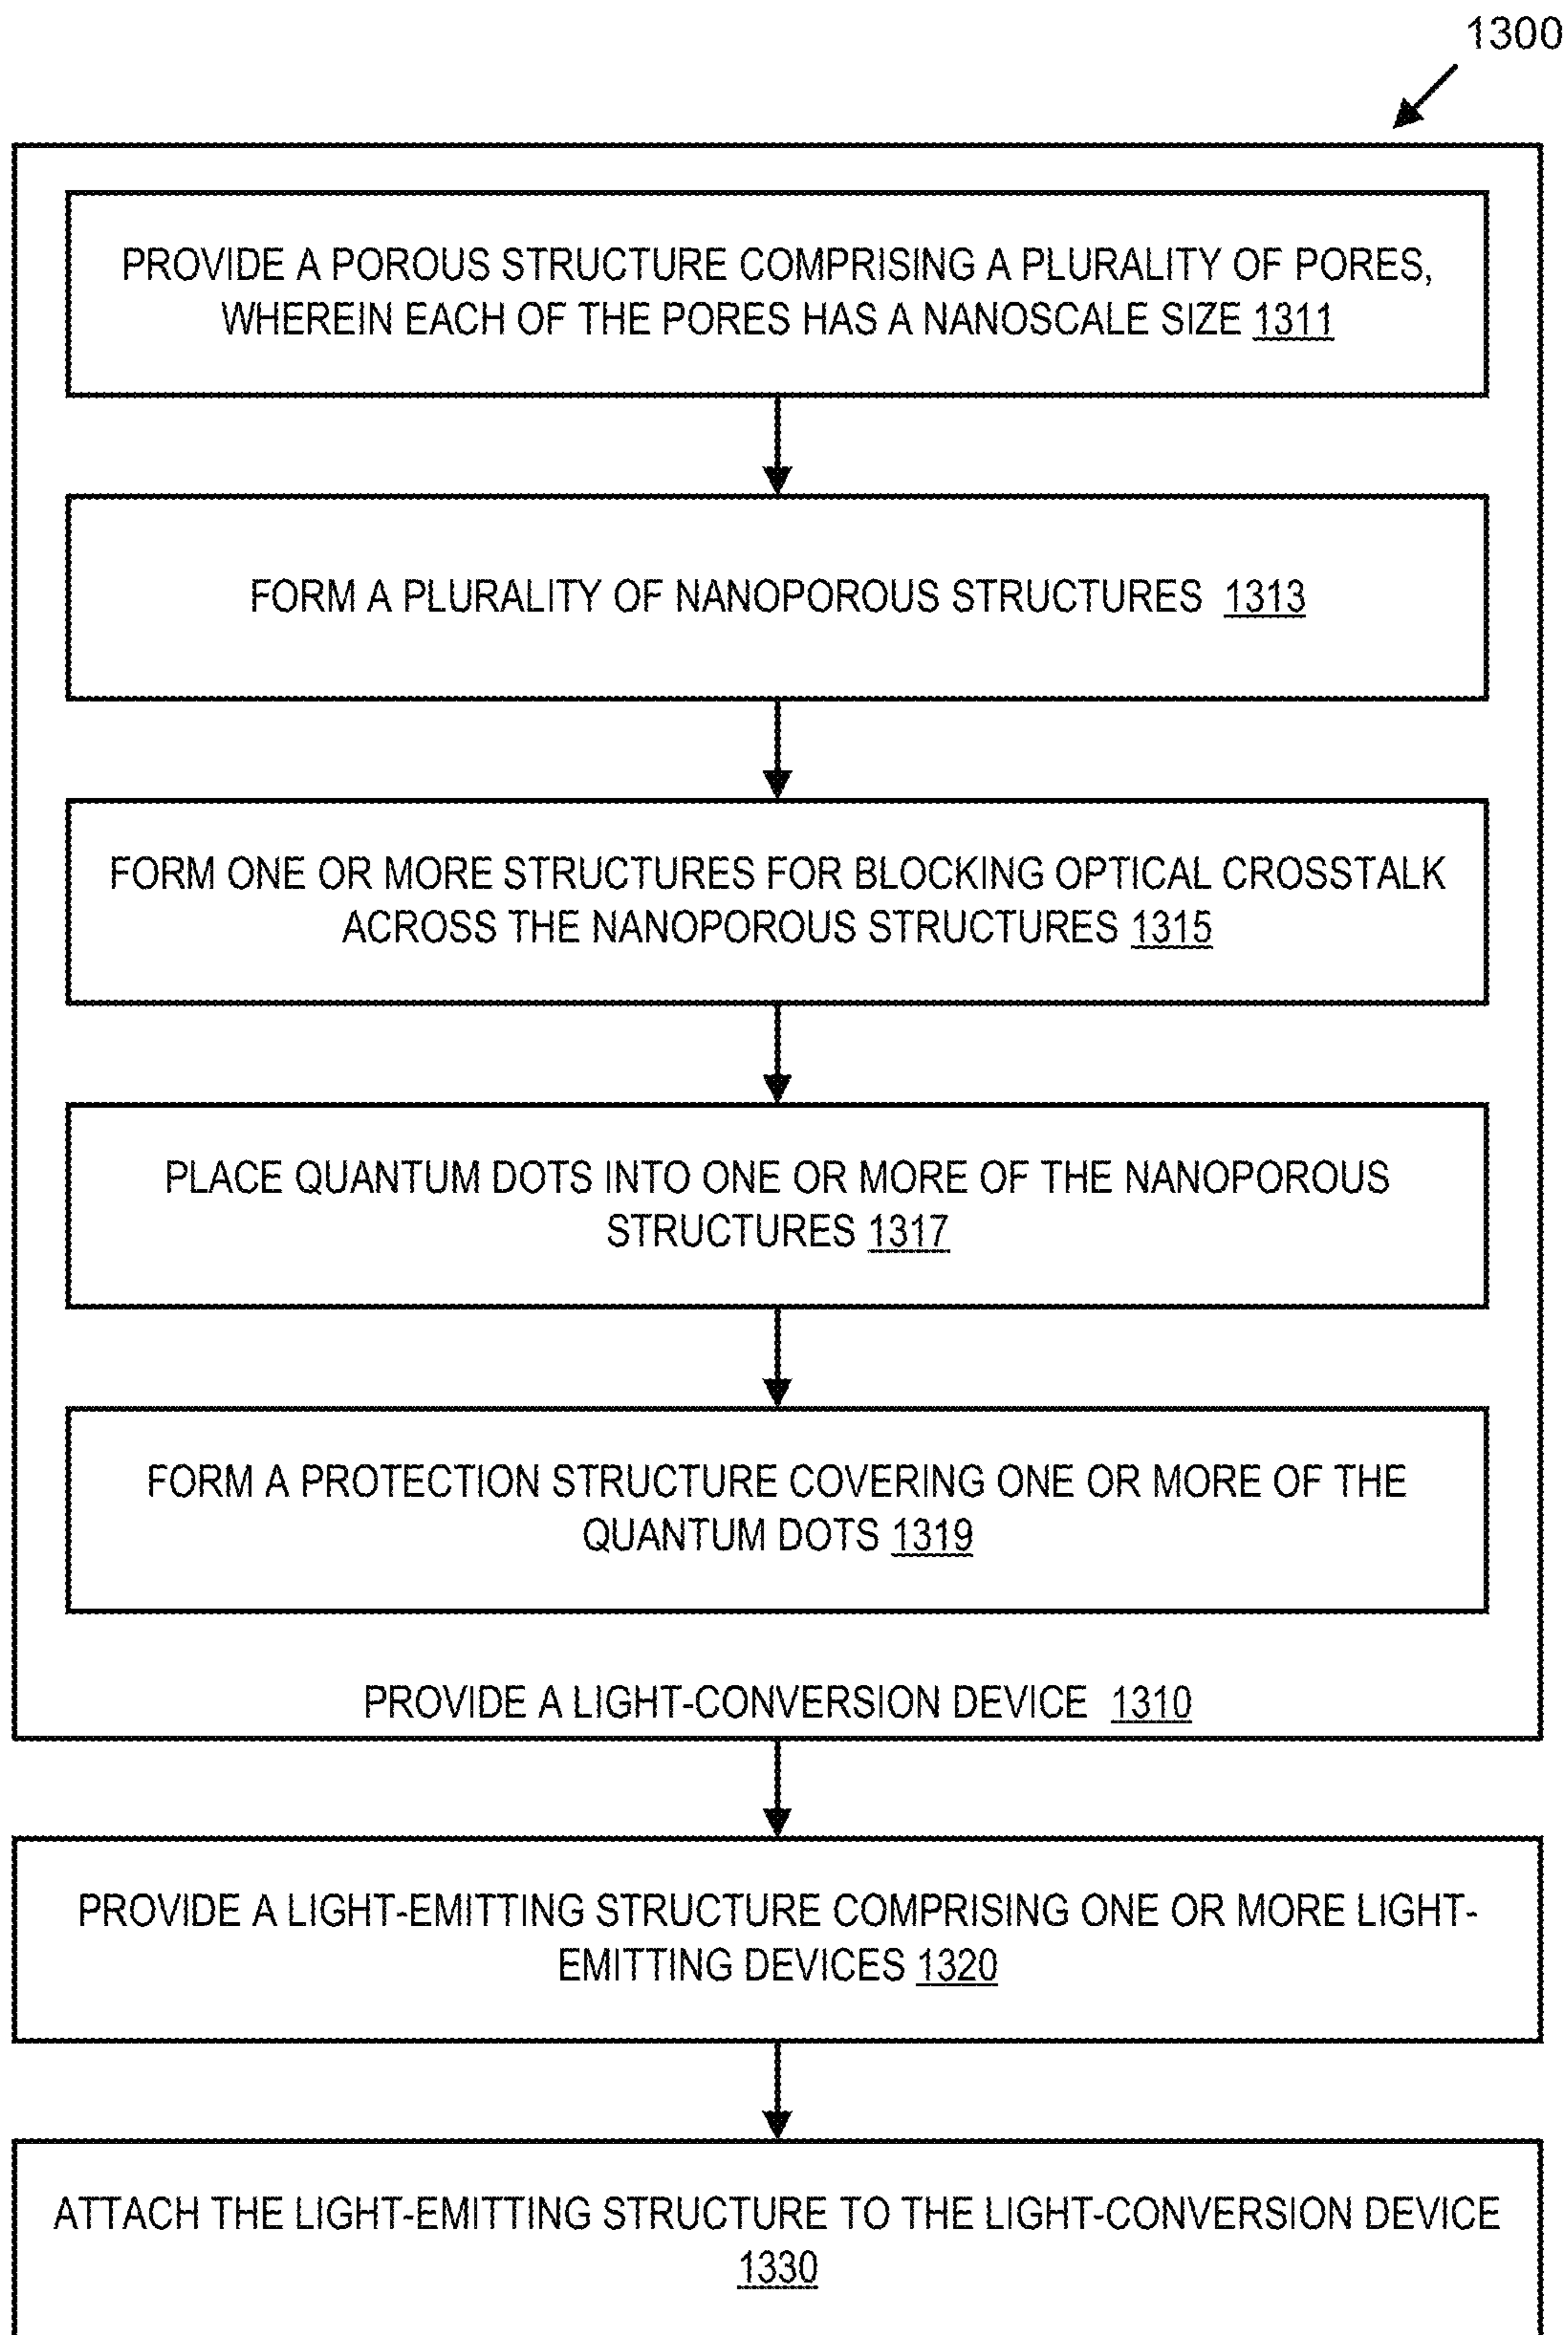 1300
PROVIDE A POROUS STRUCTURE COMPRISING A PLURALITY OF PORES,
WHEREIN EACH OF THE PORES HAS A NANOSCALE SIZE 1311
FORM A PLURALITY OF NANOPOROUS STRUCTURES 1313
FORM ONE OR MORE STRUCTURES FOR BLOCKING OPTICAL CROSSTALK
ACROSS THE NANOPOROUS STRUCTURES 1315
PLACE QUANTUM DOTS INTO ONE OR MORE OF THE NANOPOROUS
STRUCTURES 1317
FORM A PROTECTION STRUCTURE COVERING ONE OR MORE OF THE
QUANTUM DOTS 1319
PROVIDE A LIGHT-CONVERSION DEVICE 1310
PROVIDE A LIGHT-EMITTING STRUCTURE COMPRISING ONE OR MORE LIGHT-
EMITTING DEVICES 1320
ATTACH THE LIGHT-EMITTING STRUCTURE TO THE LIGHT-CONVERSION DEVICE
1330